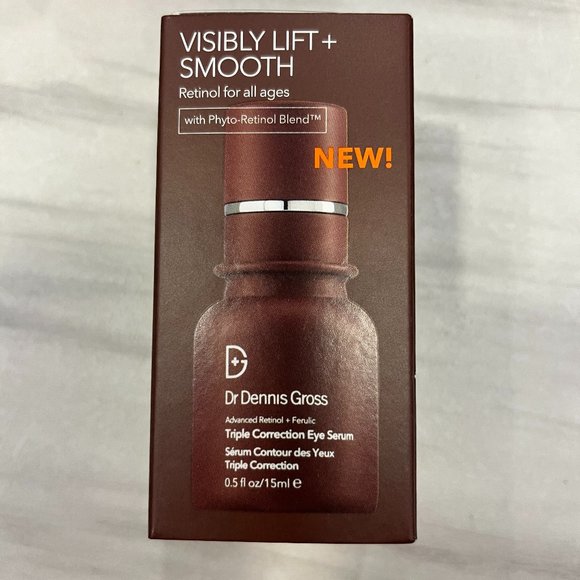 VISIBLY LIFT+
SMOOTH
Retinol for all ages
with Phyto-Retinol Blend™
NEW!
D+G
Dr Dennis Gross
Advanced Retinol + Ferulic
Triple Correction Eye Serum
Sérum Contour des Yeux
Triple Correction
0.5 fl oz/15ml ℮